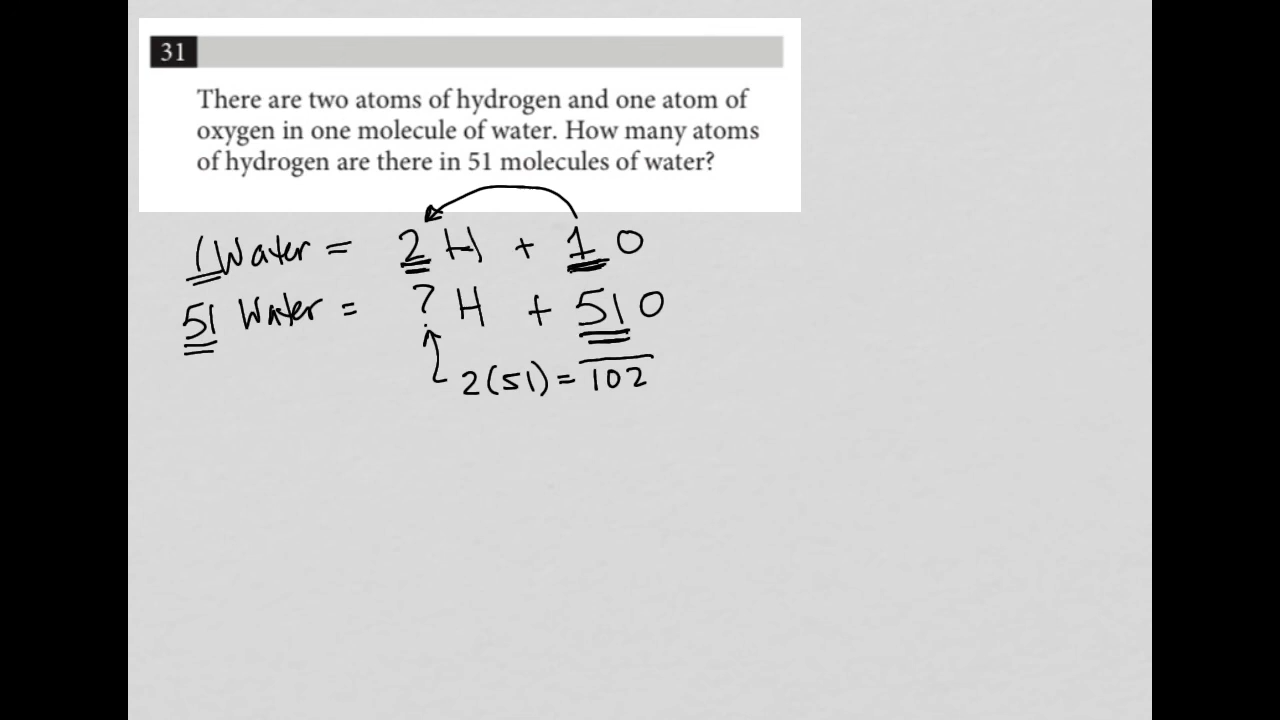 31
There are two atoms of hydrogen and one atom of
oxygen in one molecule of water. How many atoms
of hydrogen are there in 51 molecules of water?
1 Water = 2 H + 1 O
51 Water = ? H + 51 O
2(51) = 102